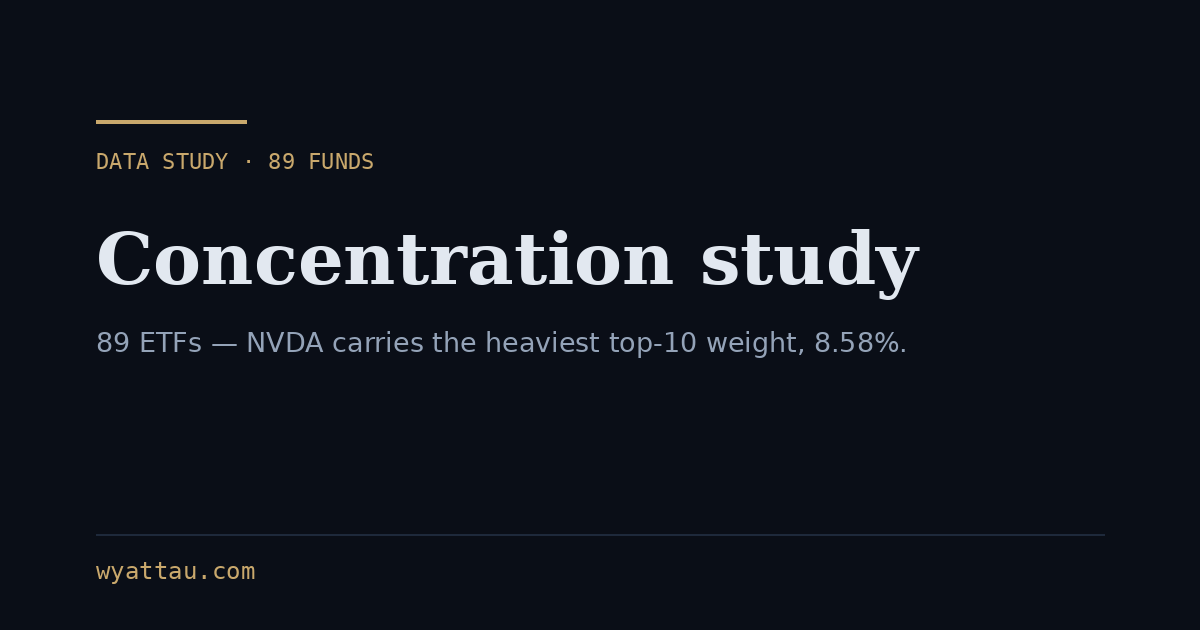 DATA STUDY · 89 FUNDS
Concentration study
89 ETFs — NVDA carries the heaviest top-10 weight, 8.58%.
wyattau.com